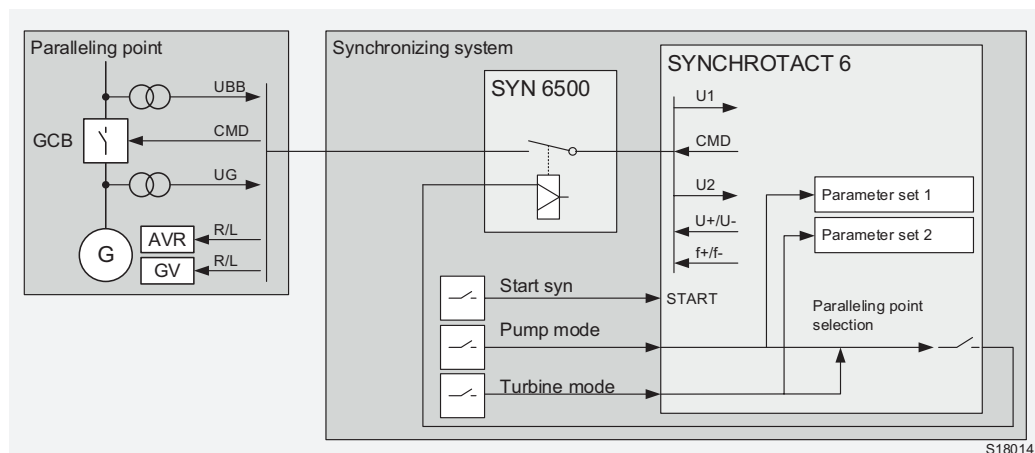 Paralleling point
UBB
GCB
CMD
UG
AVR
R/L
G
GV
R/L
Synchronizing system
SYN 6500
SYNCHROTACT 6
U1
CMD
U2
U+/U-
f+/f-
Parameter set 1
Parameter set 2
Start syn
START
Pump mode
Paralleling point
selection
Turbine mode
S18014